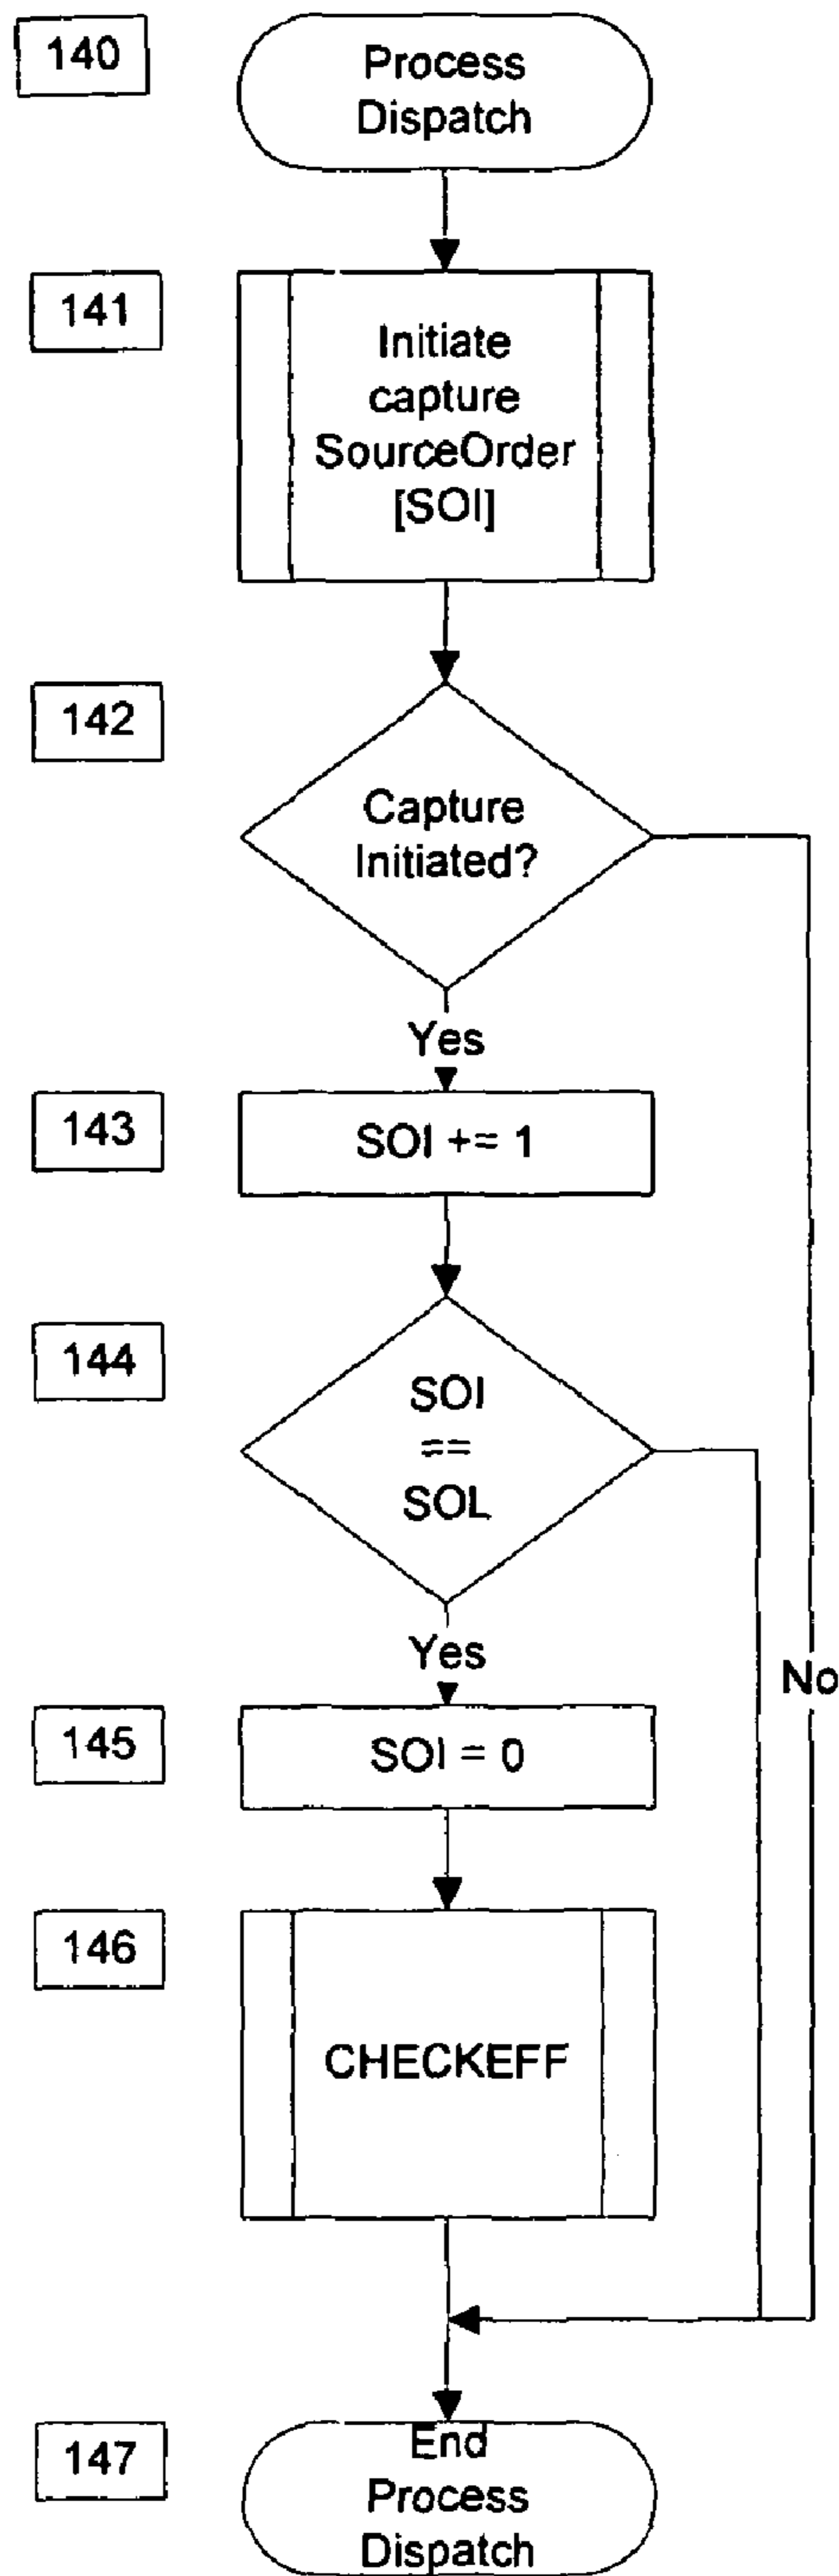 140
Process
Dispatch
141
Initiate
capture
SourceOrder
[SOI]
142
Capture
Initiated?
Yes
143
SOI += 1
144
SOI
==
SOL
Yes
No
145
SOI = 0
146
CHECKEFF
147
End
Process
Dispatch